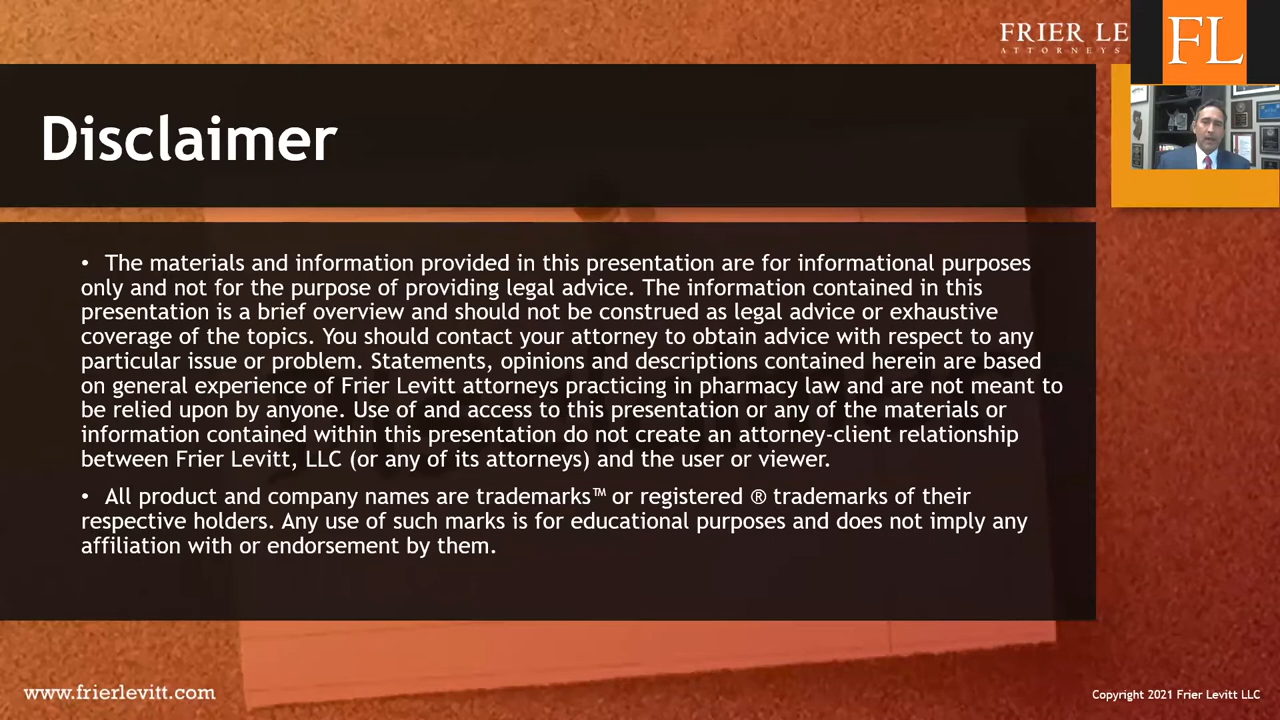 FRIER LE
ATTORNEYS
FL
Disclaimer
• The materials and information provided in this presentation are for informational purposes
only and not for the purpose of providing legal advice. The information contained in this
presentation is a brief overview and should not be construed as legal advice or exhaustive
coverage of the topics. You should contact your attorney to obtain advice with respect to any
particular issue or problem. Statements, opinions and descriptions contained herein are based
on general experience of Frier Levitt attorneys practicing in pharmacy law and are not meant to
be relied upon by anyone. Use of and access to this presentation or any of the materials or
information contained within this presentation do not create an attorney-client relationship
between Frier Levitt, LLC (or any of its attorneys) and the user or viewer.
• All product and company names are trademarks™ or registered ® trademarks of their
respective holders. Any use of such marks is for educational purposes and does not imply any
affiliation with or endorsement by them.
www.frierlevitt.com
Copyright 2021 Frier Levitt LLC